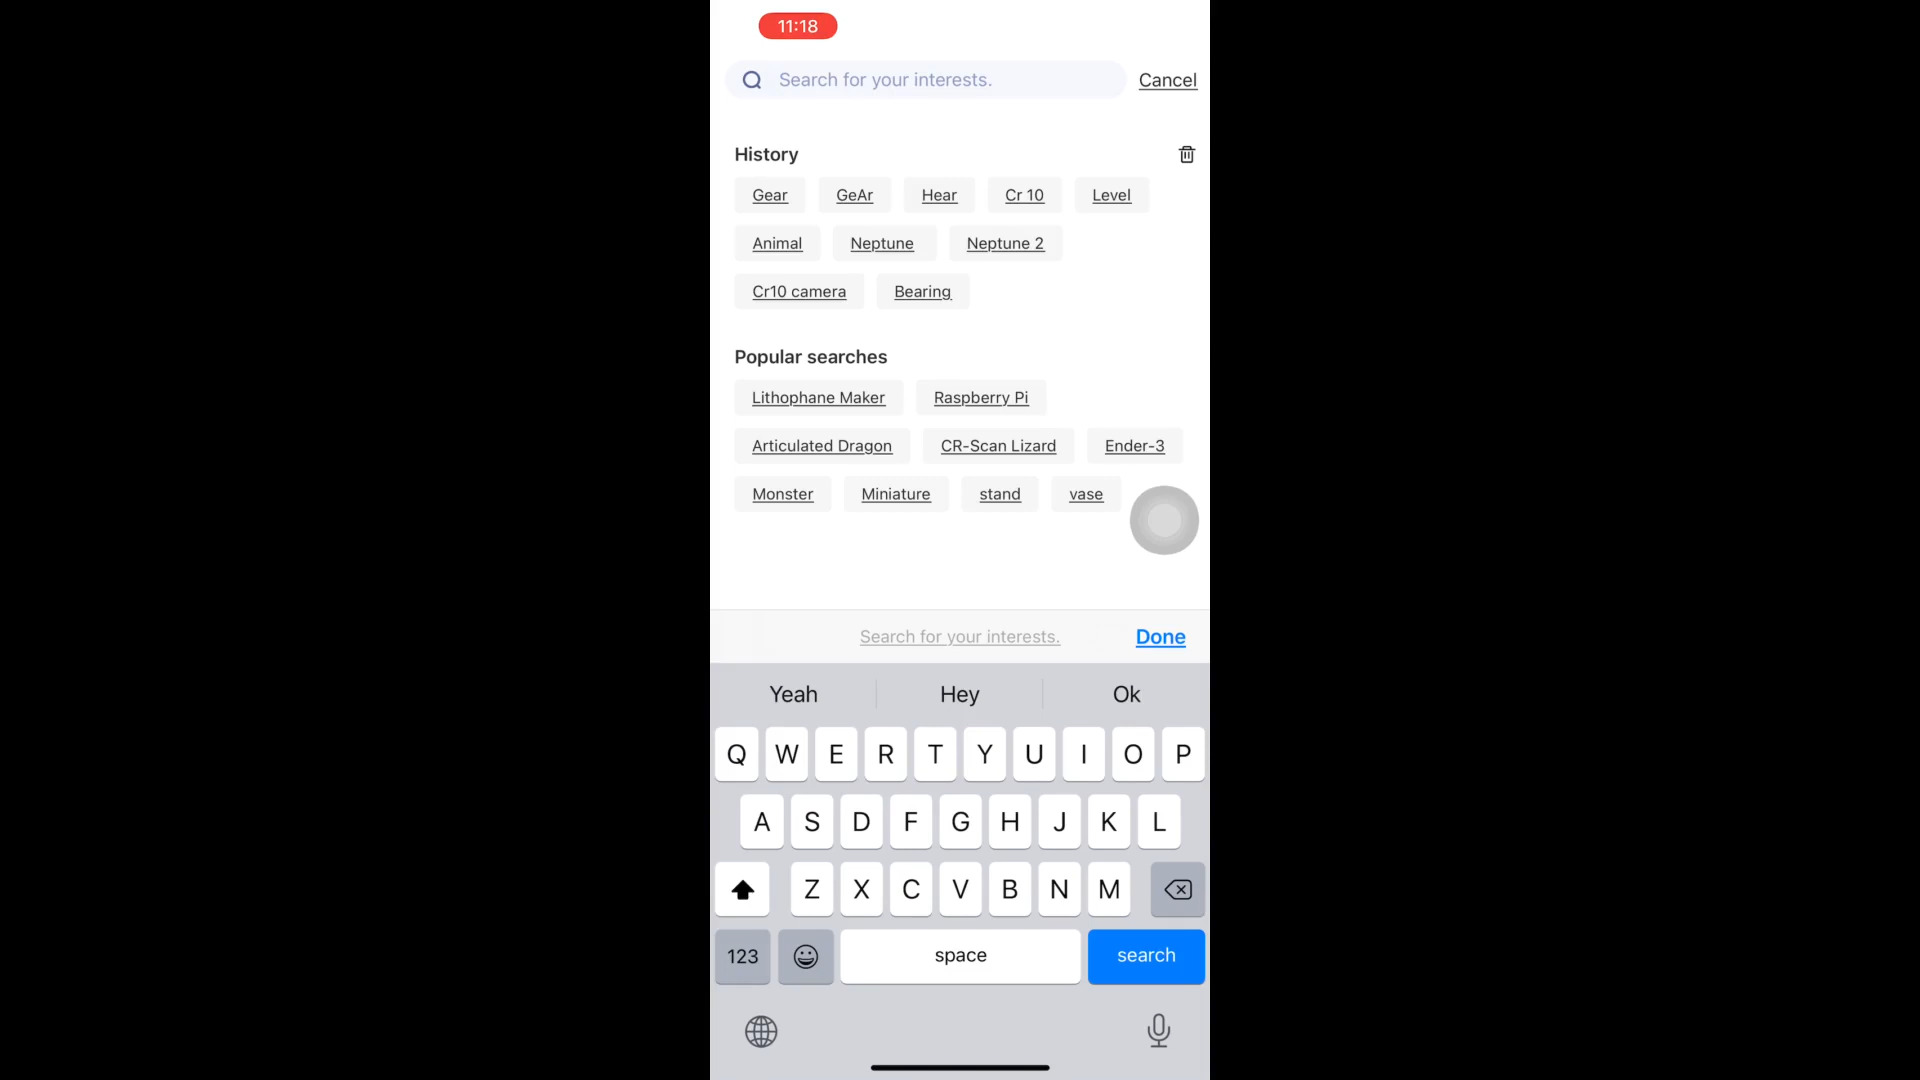 11:18
Search for your interests. Cancel
History
Gear GeAr Hear Cr 10 Level
Animal Neptune Neptune 2
Cr10 camera Bearing
Popular searches
Lithophane Maker Raspberry Pi
Articulated Dragon CR-Scan Lizard Ender-3
Monster Miniature stand vase
Search for your interests. Done
Yeah Hey Ok
Q W E R T Y U I O P
A S D F G H J K L
Z X C V B N M
123 space search